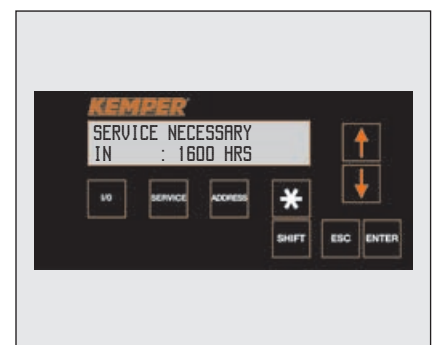 KEMPER
SERVICE NECESSARY
IN : 1600 HRS
I/O SERVICE ADDRESS
SHIFT ESC ENTER